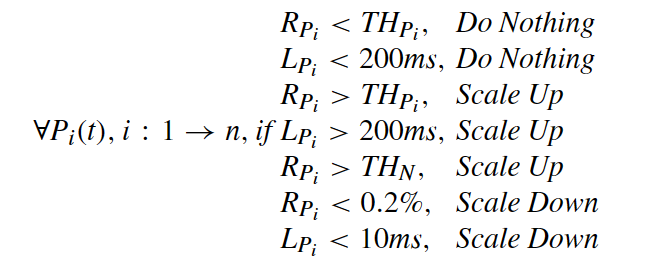 R_{P_i} < TH_{P_i}, Do Nothing
L_{P_i} < 200ms, Do Nothing
R_{P_i} > TH_{P_i}, Scale Up
∀P_i(t), i : 1 → n, if L_{P_i} > 200ms, Scale Up
R_{P_i} > TH_N, Scale Up
R_{P_i} < 0.2%, Scale Down
L_{P_i} < 10ms, Scale Down